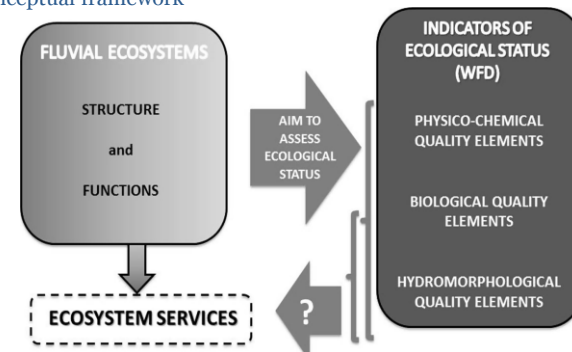 FLUVIAL ECOSYSTEMS
STRUCTURE
and
FUNCTIONS
AIM TO
ASSESS
ECOLOGICAL
STATUS
INDICATORS OF
ECOLOGICAL STATUS
(WFD)
PHYSICO-CHEMICAL
QUALITY ELEMENTS
BIOLOGICAL QUALITY
ELEMENTS
HYDROMORPHOLOGICAL
QUALITY ELEMENTS
?
ECOSYSTEM SERVICES